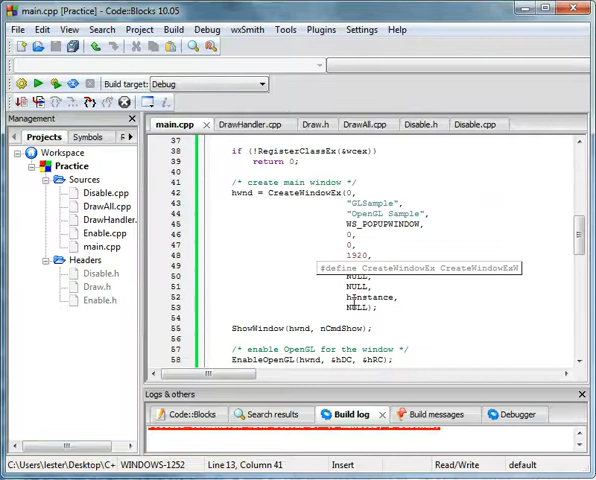 main.cpp [Practice] - Code::Blocks 10.05
File Edit View Search Project Build Debug wxSmith Tools Plugins Settings Help
Build target: Debug
Management
main.cpp DrawHandler.cpp Draw.h DrawAll.cpp Disable.h Disable.cpp
Projects Symbols F
Workspace
Practice
Sources
Disable.cpp
DrawAll.cpp
DrawHandler.
Enable.cpp
main.cpp
Headers
Disable.h
Draw.h
Enable.h
37
38 if (!RegisterClassEx(&wcex))
39 return 0;
40
41 /* create main window */
42 hwnd = CreateWindowEx(0,
43 "GLSample",
44 "OpenGL Sample",
45 WS_POPUPWINDOW,
46 0,
47 0,
48 1920,
49
#define CreateWindowEx CreateWindowExW
50 NULL,
51 NULL,
52 hInstance,
53 NULL);
54
55 ShowWindow(hwnd, nCmdShow);
56
57 /* enable OpenGL for the window */
58 EnableOpenGL(hwnd, &hDC, &hRC);
Logs & others
Code::Blocks Search results Build log Build messages Debugger
C:\Users\lester\Desktop\C+ WINDOWS-1252 Line 13, Column 41 Insert Read/Write default